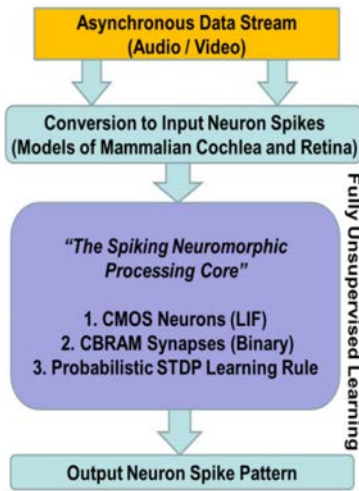 Asynchronous Data Stream
(Audio / Video)
Conversion to Input Neuron Spikes
(Models of Mammalian Cochlea and Retina)
“The Spiking Neuromorphic
Processing Core”
1. CMOS Neurons (LIF)
2. CBRAM Synapses (Binary)
3. Probabilistic STDP Learning Rule
Output Neuron Spike Pattern
Fully Unsupervised Learning